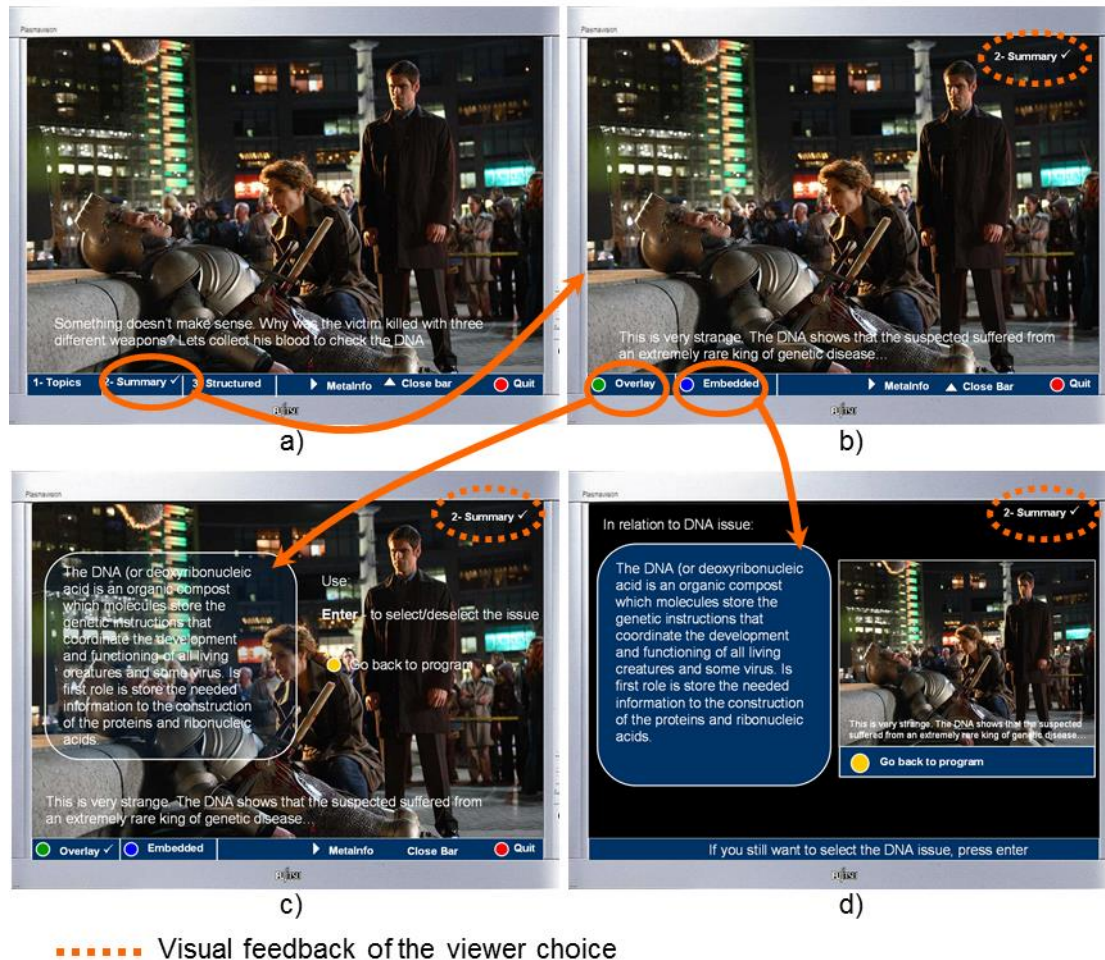 Plasmavision
Something doesn't make sense. Why was the victim killed with three
different weapons? Lets collect his blood to check the DNA
1- Topics 2- Summary ✓ 3- Structured MetaInfo Close bar Quit
FUJITSU
a)
Plasmavision
2- Summary ✓
This is very strange. The DNA shows that the suspected suffered from
an extremely rare king of genetic disease...
Overlay Embedded MetaInfo Close Bar Quit
FUJITSU
b)
Plasmavision
2- Summary ✓
The DNA (or deoxyribonucleic
acid is an organic compost
which molecules store the
genetic instructions that
coordinate the development
and functioning of all living
creatures and some virus. Is
first role is store the needed
information to the construction
of the proteins and ribonucleic
acids.
Use:
Enter - to select/deselect the issue
Go back to program
This is very strange. The DNA shows that the suspected suffered from
an extremely rare king of genetic disease...
Overlay ✓ Embedded MetaInfo Close Bar Quit
FUJITSU
c)
Plasmavision
2- Summary ✓
In relation to DNA issue:
The DNA (or deoxyribonucleic
acid is an organic compost
which molecules store the
genetic instructions that
coordinate the development
and functioning of all living
creatures and some virus. Is
first role is store the needed
information to the construction
of the proteins and ribonucleic
acids.
This is very strange. The DNA shows that the suspected
suffered from an extremely rare king of genetic disease...
Go back to program
If you still want to select the DNA issue, press enter
FUJITSU
d)
Visual feedback of the viewer choice